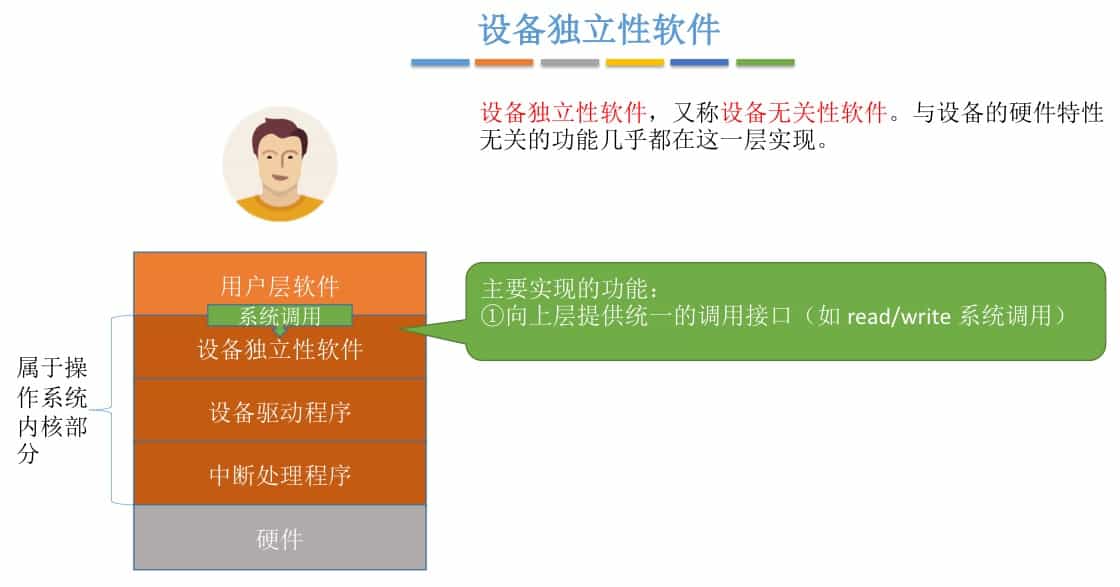 设备独立性软件
设备独立性软件，又称设备无关性软件。与设备的硬件特性
无关的功能几乎都在这一层实现。
用户层软件
系统调用
设备独立性软件
设备驱动程序
中断处理程序
硬件
属于操
作系统
内核部
分
主要实现的功能：
①向上层提供统一的调用接口（如 read/write 系统调用）